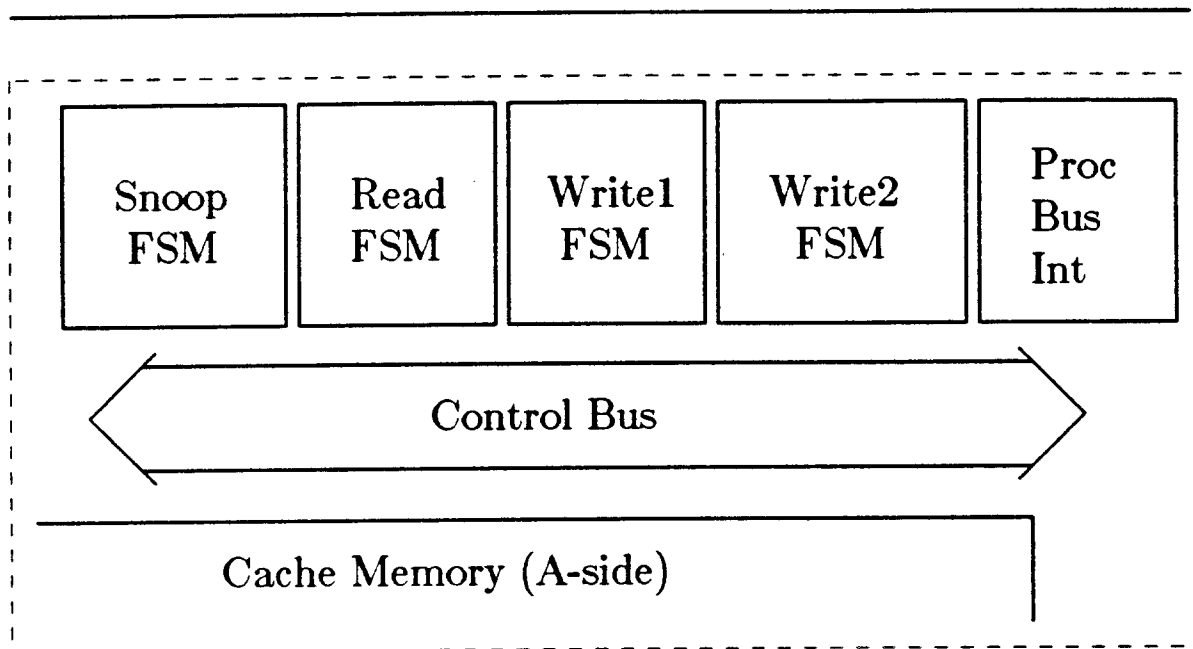 Snoop
FSM
Read
FSM
Write1
FSM
Write2
FSM
Proc
Bus
Int
Control Bus
Cache Memory (A-side)